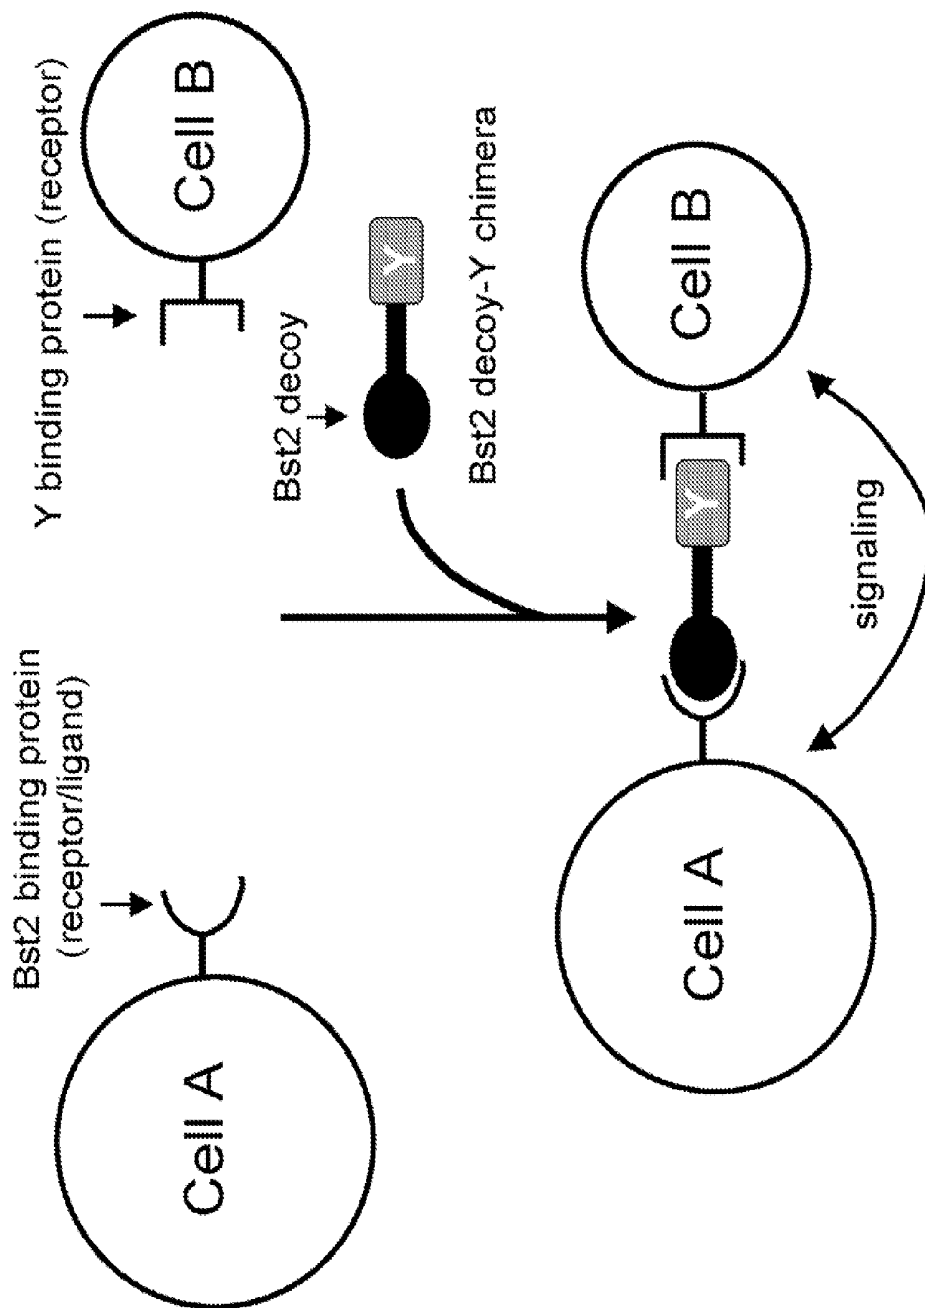 Bst2 binding protein
(receptor/ligand)
Y binding protein (receptor)
Cell A
Cell B
Bst2 decoy
Y
Bst2 decoy-Y chimera
Cell A
Y
Cell B
signaling